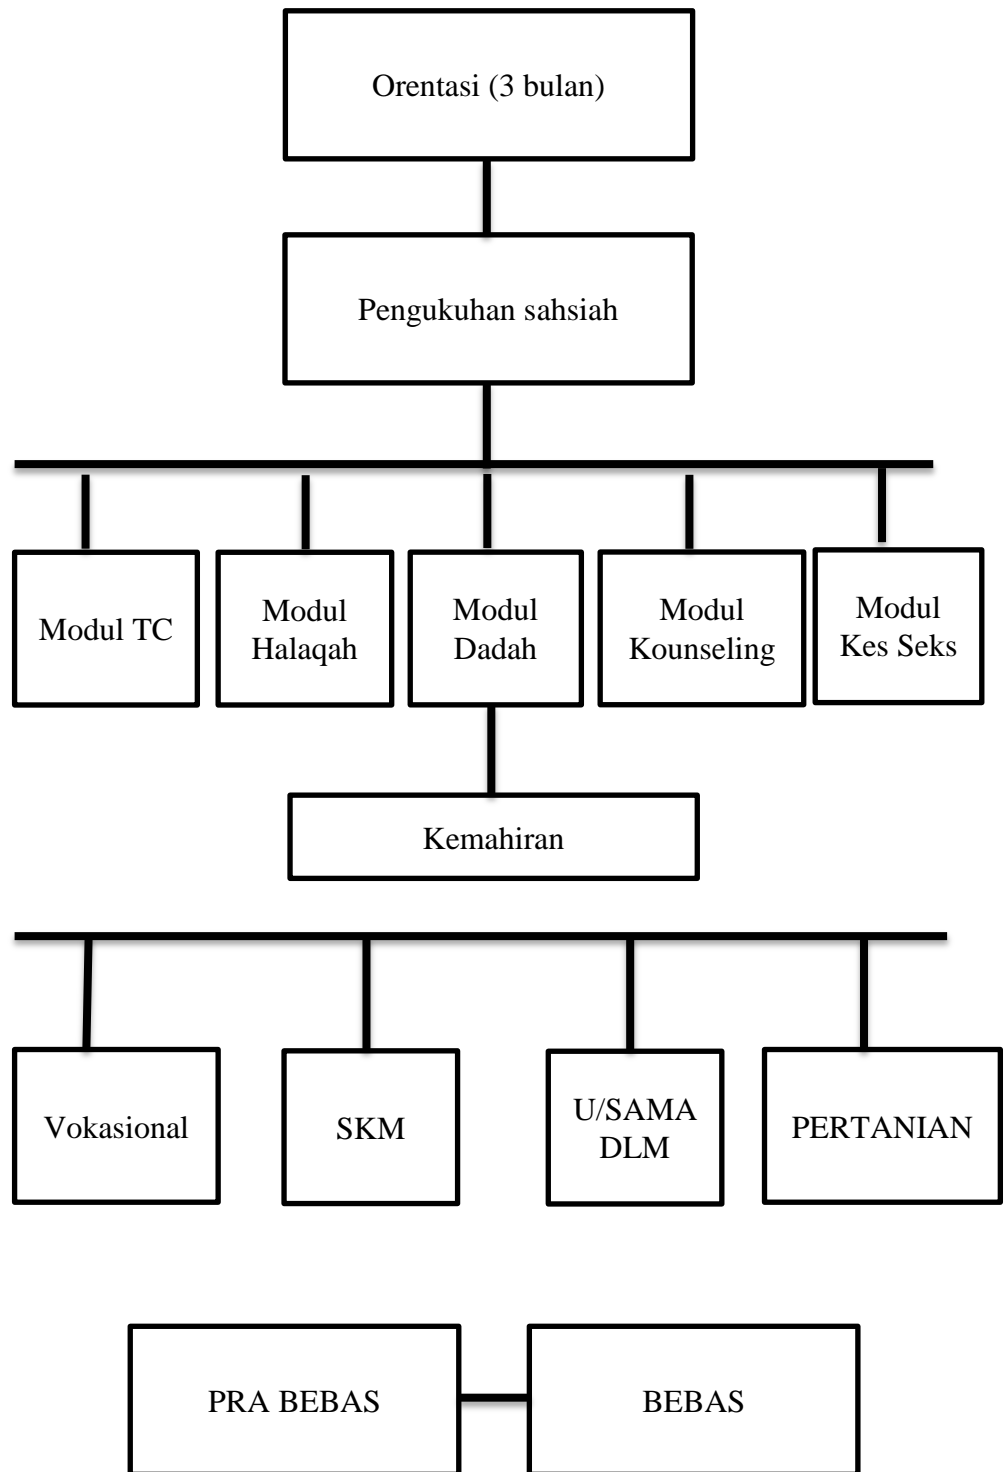 Orentasi (3 bulan)
Pengukuhan sahsiah
Modul TC
Modul
Halaqah
Modul
Dadah
Modul
Kounseling
Modul
Kes Seks
Kemahiran
Vokasional
SKM
U/SAMA
DLM
PERTANIAN
PRA BEBAS
BEBAS